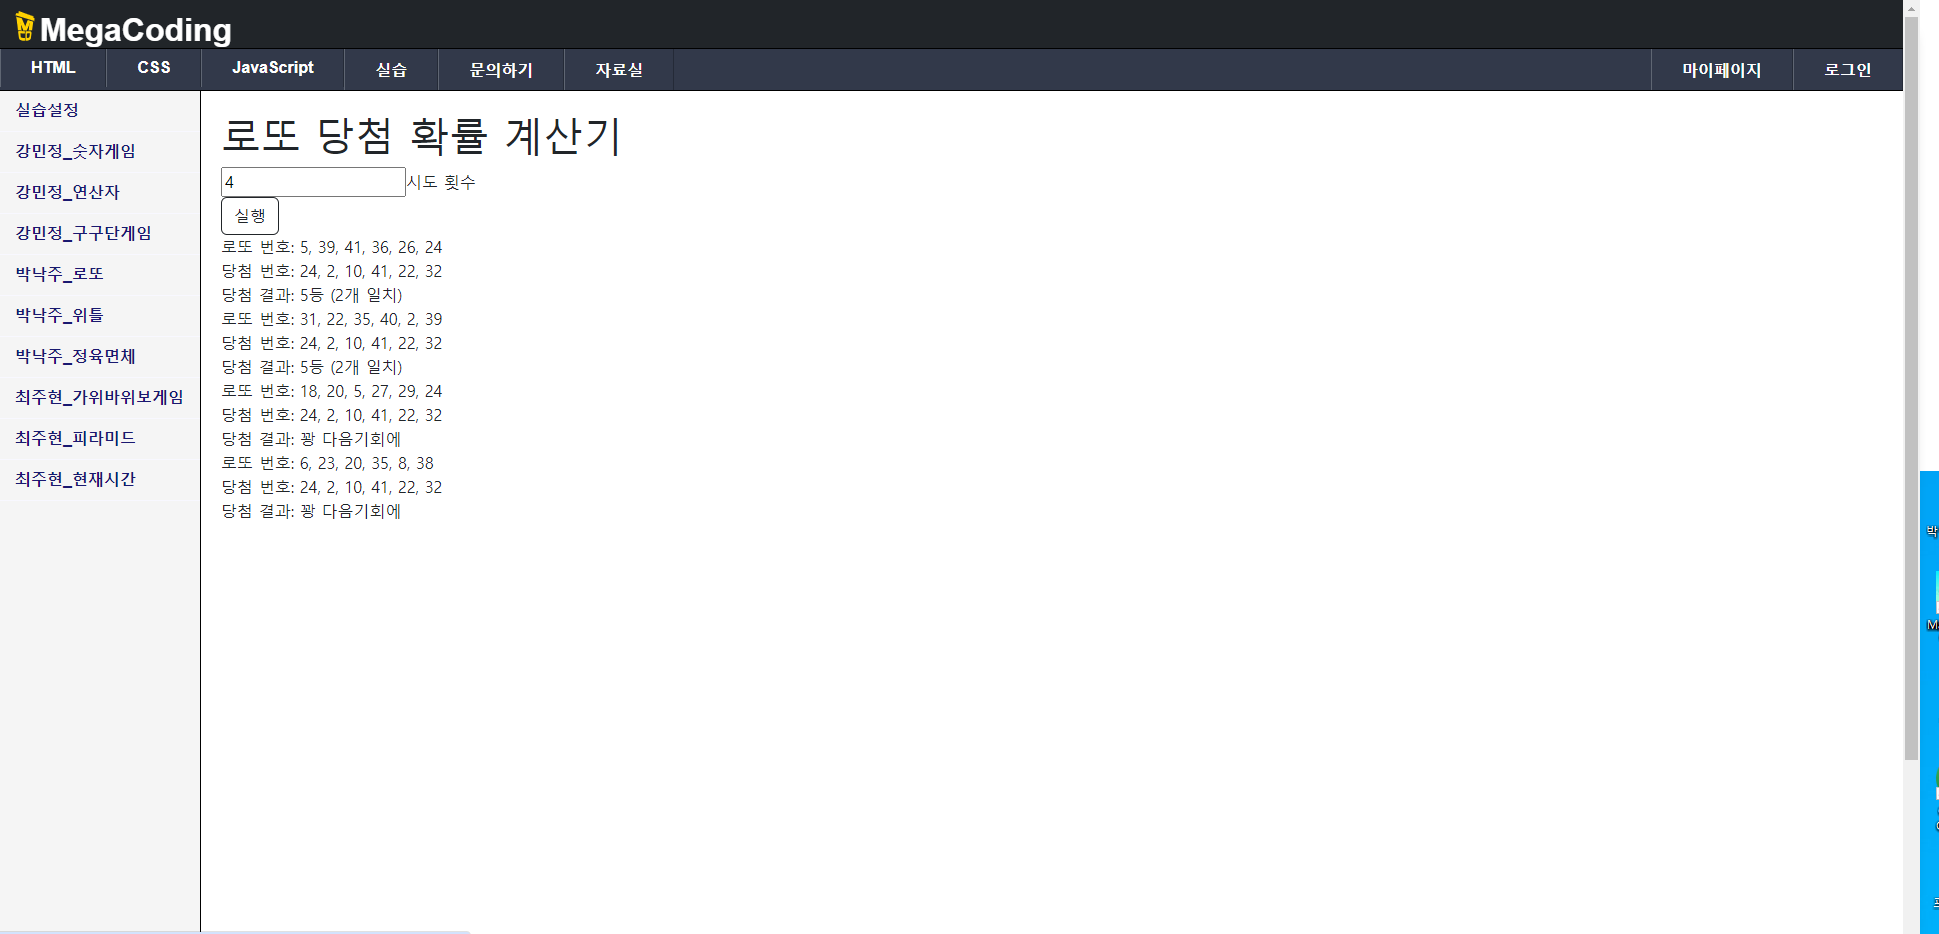 MegaCoding
HTML CSS JavaScript 실습 문의하기 자료실 마이페이지 로그인
실습설정
강민정_숫자게임
강민정_연산자
강민정_구구단게임
박낙주_로또
박낙주_위틀
박낙주_정육면체
최주현_가위바위보게임
최주현_피라미드
최주현_현재시간
로또 당첨 확률 계산기
4 시도 횟수
실행
로또 번호: 5, 39, 41, 36, 26, 24
당첨 번호: 24, 2, 10, 41, 22, 32
당첨 결과: 5등 (2개 일치)
로또 번호: 31, 22, 35, 40, 2, 39
당첨 번호: 24, 2, 10, 41, 22, 32
당첨 결과: 5등 (2개 일치)
로또 번호: 18, 20, 5, 27, 29, 24
당첨 번호: 24, 2, 10, 41, 22, 32
당첨 결과: 꽝 다음기회에
로또 번호: 6, 23, 20, 35, 8, 38
당첨 번호: 24, 2, 10, 41, 22, 32
당첨 결과: 꽝 다음기회에
박